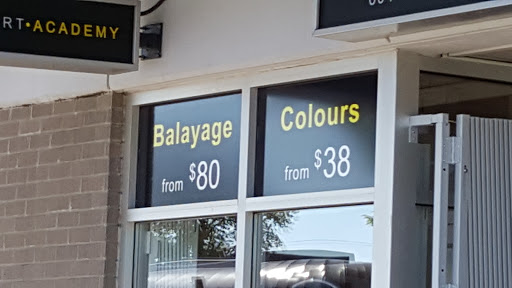 RT•ACADEMY
Balayage
from $80
Colours
from $38